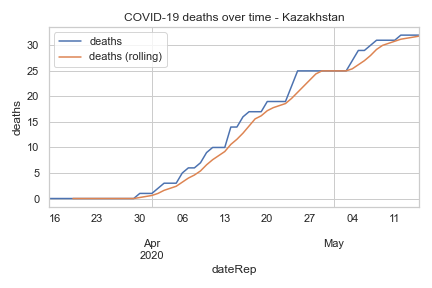 COVID-19 deaths over time - Kazakhstan
deaths
deaths (rolling)
deaths
30
25
20
15
10
5
0
16 23 30 06 13 20 27 04 11
Apr May
2020
dateRep